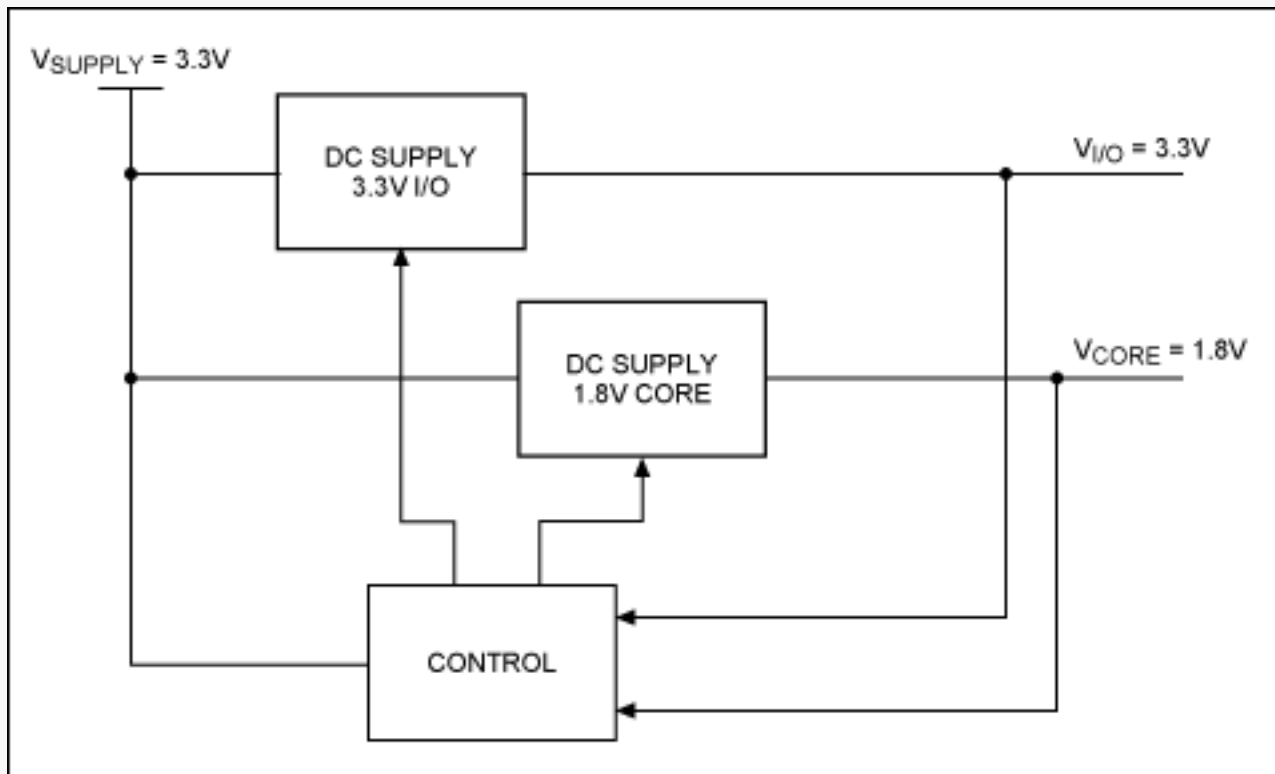 VSUPPLY = 3.3V
DC SUPPLY
3.3V I/O
VI/O = 3.3V
DC SUPPLY
1.8V CORE
VCORE = 1.8V
CONTROL